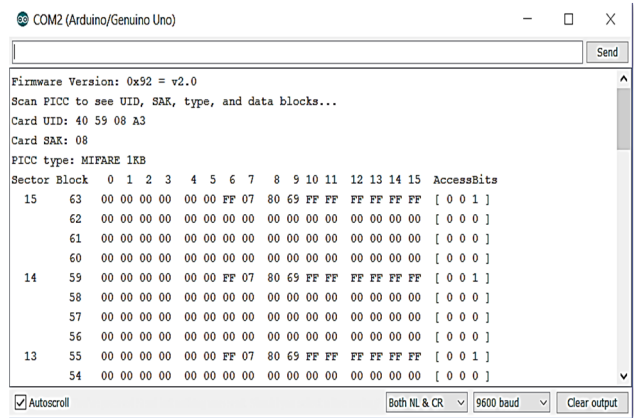 COM2 (Arduino/Genuino Uno)
Send
Firmware Version: 0x92 = v2.0
Scan PICC to see UID, SAK, type, and data blocks...
Card UID: 40 59 08 A3
Card SAK: 08
PICC type: MIFARE 1KB
Sector Block 0 1 2 3 4 5 6 7 8 9 10 11 12 13 14 15 AccessBits
15 63 00 00 00 00 00 00 FF 07 80 69 FF FF FF FF FF FF [ 0 0 1 ]
62 00 00 00 00 00 00 00 00 00 00 00 00 00 00 00 00 [ 0 0 0 ]
61 00 00 00 00 00 00 00 00 00 00 00 00 00 00 00 00 [ 0 0 0 ]
60 00 00 00 00 00 00 00 00 00 00 00 00 00 00 00 00 [ 0 0 0 ]
14 59 00 00 00 00 00 00 FF 07 80 69 FF FF FF FF FF FF [ 0 0 1 ]
58 00 00 00 00 00 00 00 00 00 00 00 00 00 00 00 00 [ 0 0 0 ]
57 00 00 00 00 00 00 00 00 00 00 00 00 00 00 00 00 [ 0 0 0 ]
56 00 00 00 00 00 00 00 00 00 00 00 00 00 00 00 00 [ 0 0 0 ]
13 55 00 00 00 00 00 00 FF 07 80 69 FF FF FF FF FF FF [ 0 0 1 ]
54 00 00 00 00 00 00 00 00 00 00 00 00 00 00 00 00 [ 0 0 0 ]
Autoscroll Both NL & CR 9600 baud Clear output